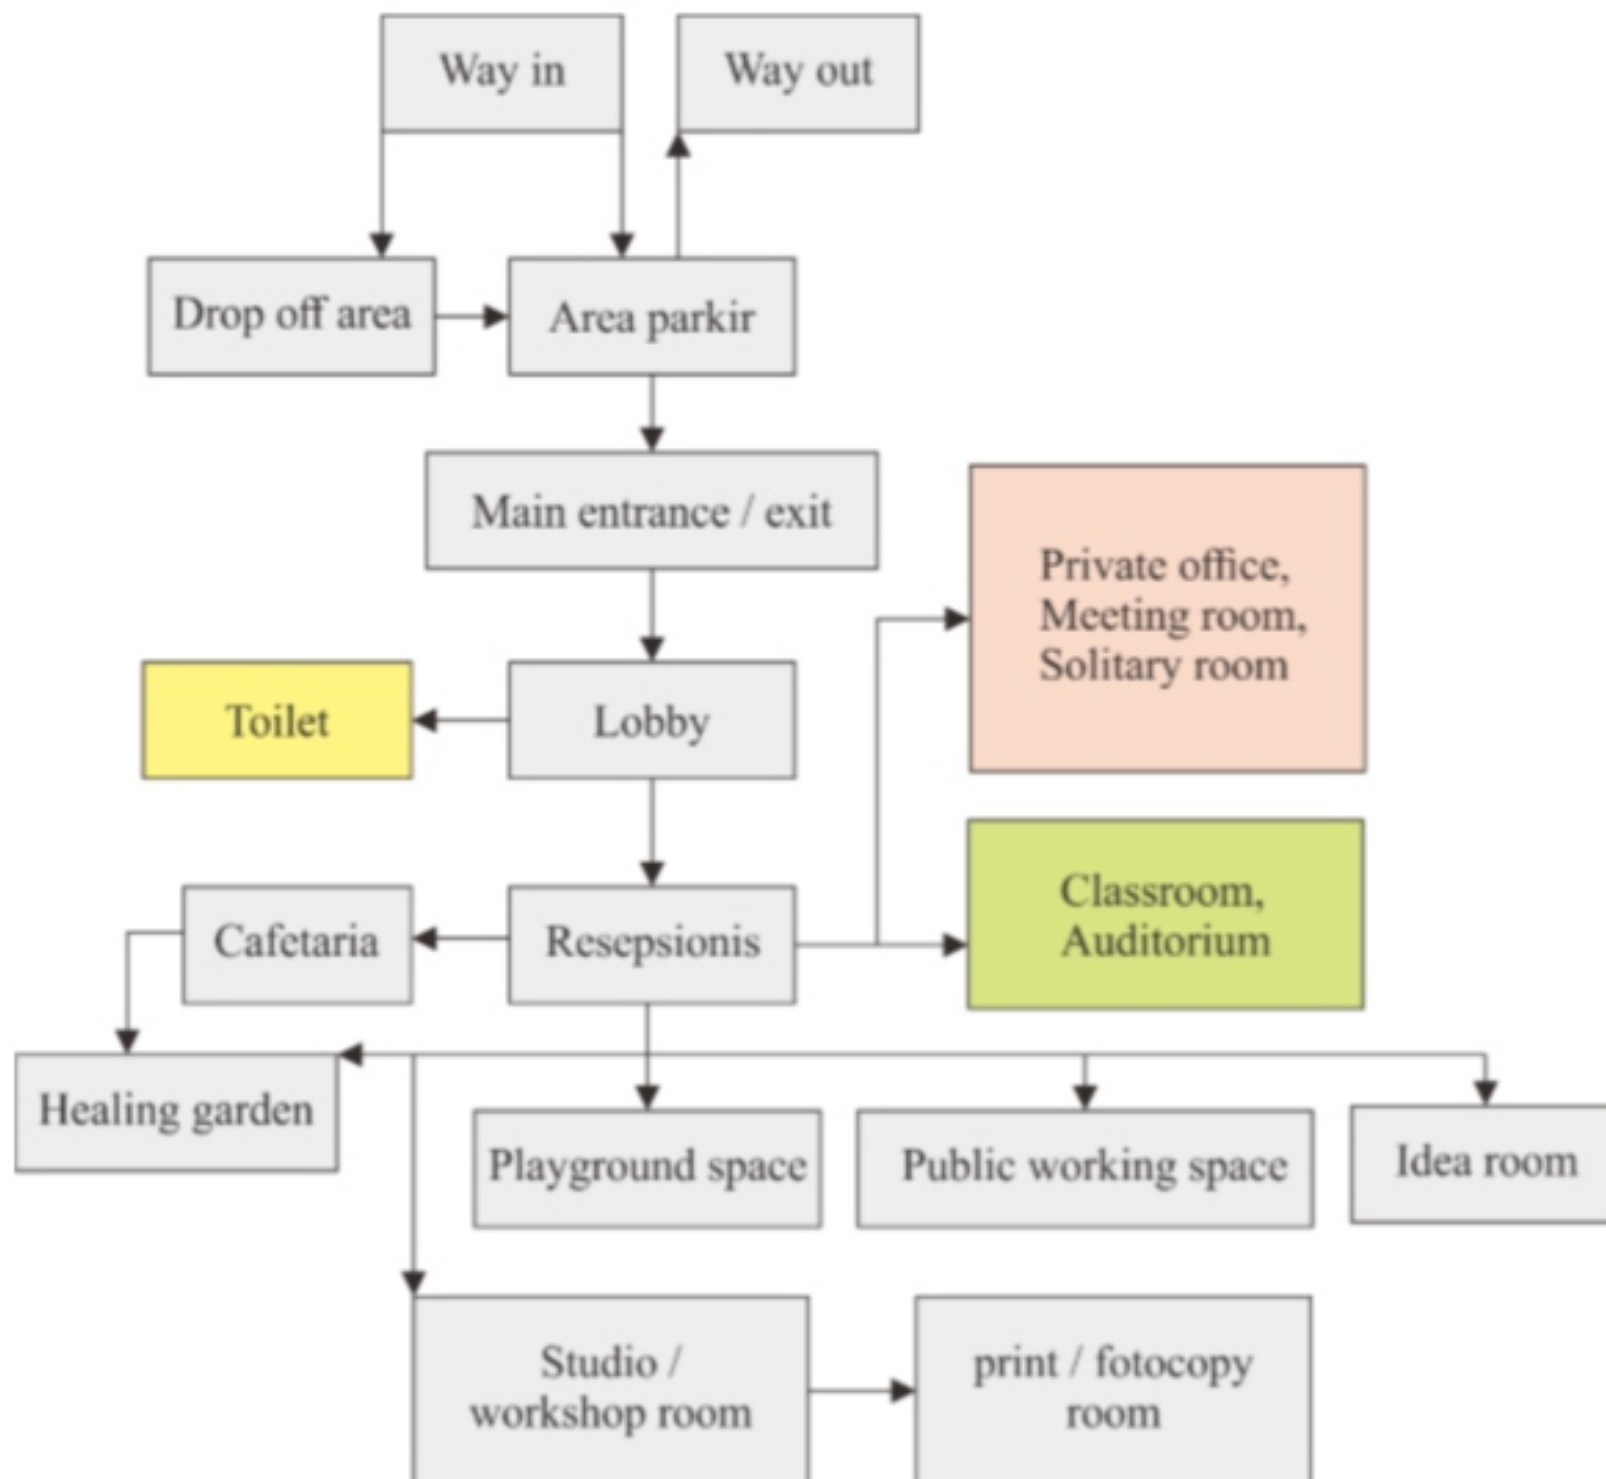 Way in
Way out
Drop off area
Area parkir
Main entrance / exit
Private office,
Meeting room,
Solitary room
Toilet
Lobby
Classroom,
Auditorium
Cafetaria
Resepsionis
Healing garden
Playground space
Public working space
Idea room
Studio /
workshop room
print / fotocopy
room